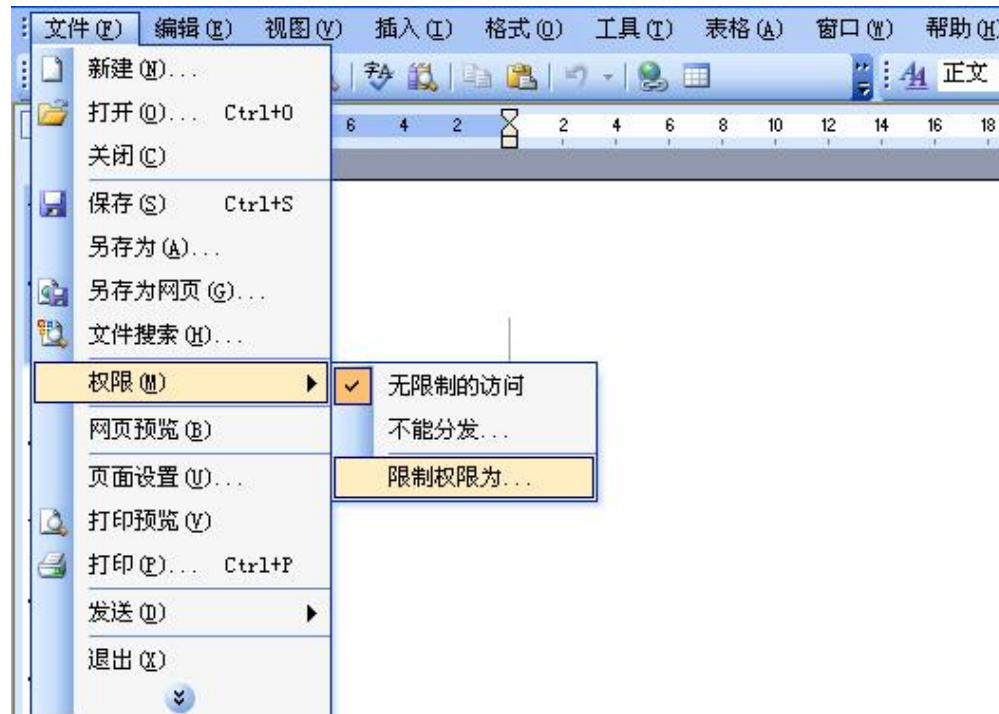 文件(F) 编辑(E) 视图(V) 插入(I) 格式(O) 工具(T) 表格(A) 窗口(W) 帮助(H)
新建(N)...
正文
打开(O)... Ctrl+O
6 4 2 2 4 6 8 10 12 14 16 18
关闭(C)
保存(S) Ctrl+S
另存为(A)...
另存为网页(G)...
文件搜索(H)...
权限(M)
无限制的访问
网页预览(B)
不能分发...
页面设置(U)...
限制权限为...
打印预览(V)
打印(P)... Ctrl+P
发送(D)
退出(X)